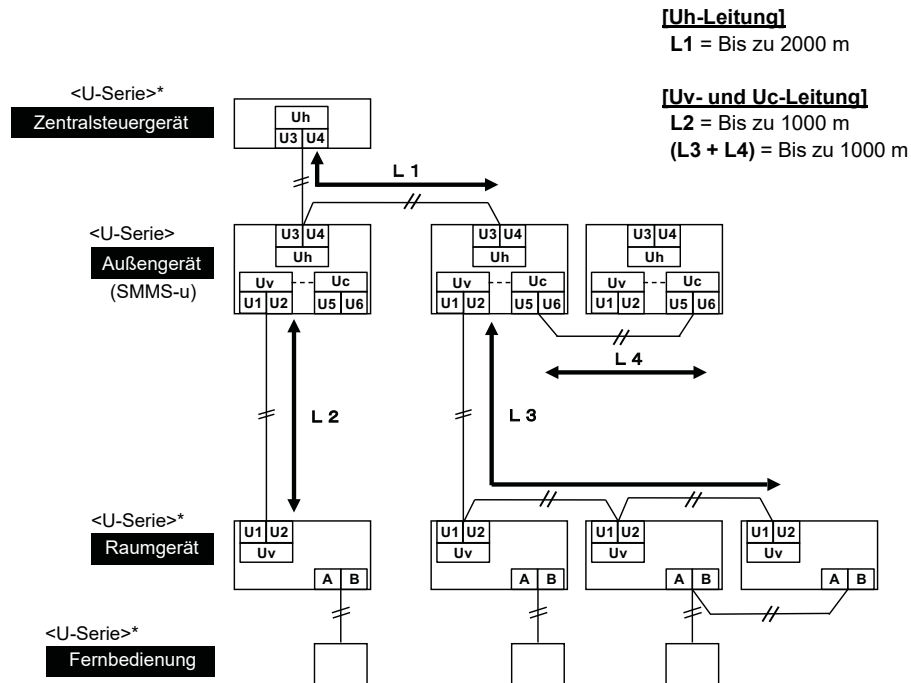 [Uh-Leitung]
L1 = Bis zu 2000 m
[Uv- und Uc-Leitung]
L2 = Bis zu 1000 m
(L3 + L4) = Bis zu 1000 m
<U-Serie>*
Zentralsteuergerät
Uh
U3 U4
L 1
<U-Serie>
Außengerät
(SMMS-u)
U3 U4
Uh
Uv Uc
U1 U2 U5 U6
U3 U4
Uh
Uv Uc
U1 U2 U5 U6
U3 U4
Uh
Uv Uc
U1 U2 U5 U6
L 4
L 2
L 3
<U-Serie>*
Raumgerät
U1 U2
Uv
A B
U1 U2
Uv
A B
U1 U2
Uv
A B
U1 U2
Uv
A B
<U-Serie>*
Fernbedienung